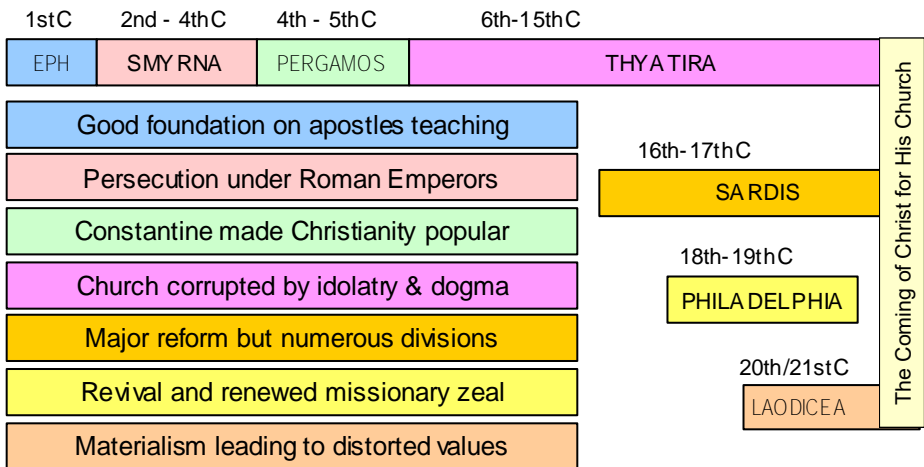 1stC 2nd - 4thC 4th - 5thC 6th-15thC
EPH SMYRNA PERGAMOS THYATIRA
Good foundation on apostles teaching
Persecution under Roman Emperors
Constantine made Christianity popular
Church corrupted by idolatry & dogma
Major reform but numerous divisions
Revival and renewed missionary zeal
Materialism leading to distorted values
16th-17thC
SARDIS
18th-19thC
PHILADELPHIA
20th/21stC
LAODICEA
The Coming of Christ for His Church